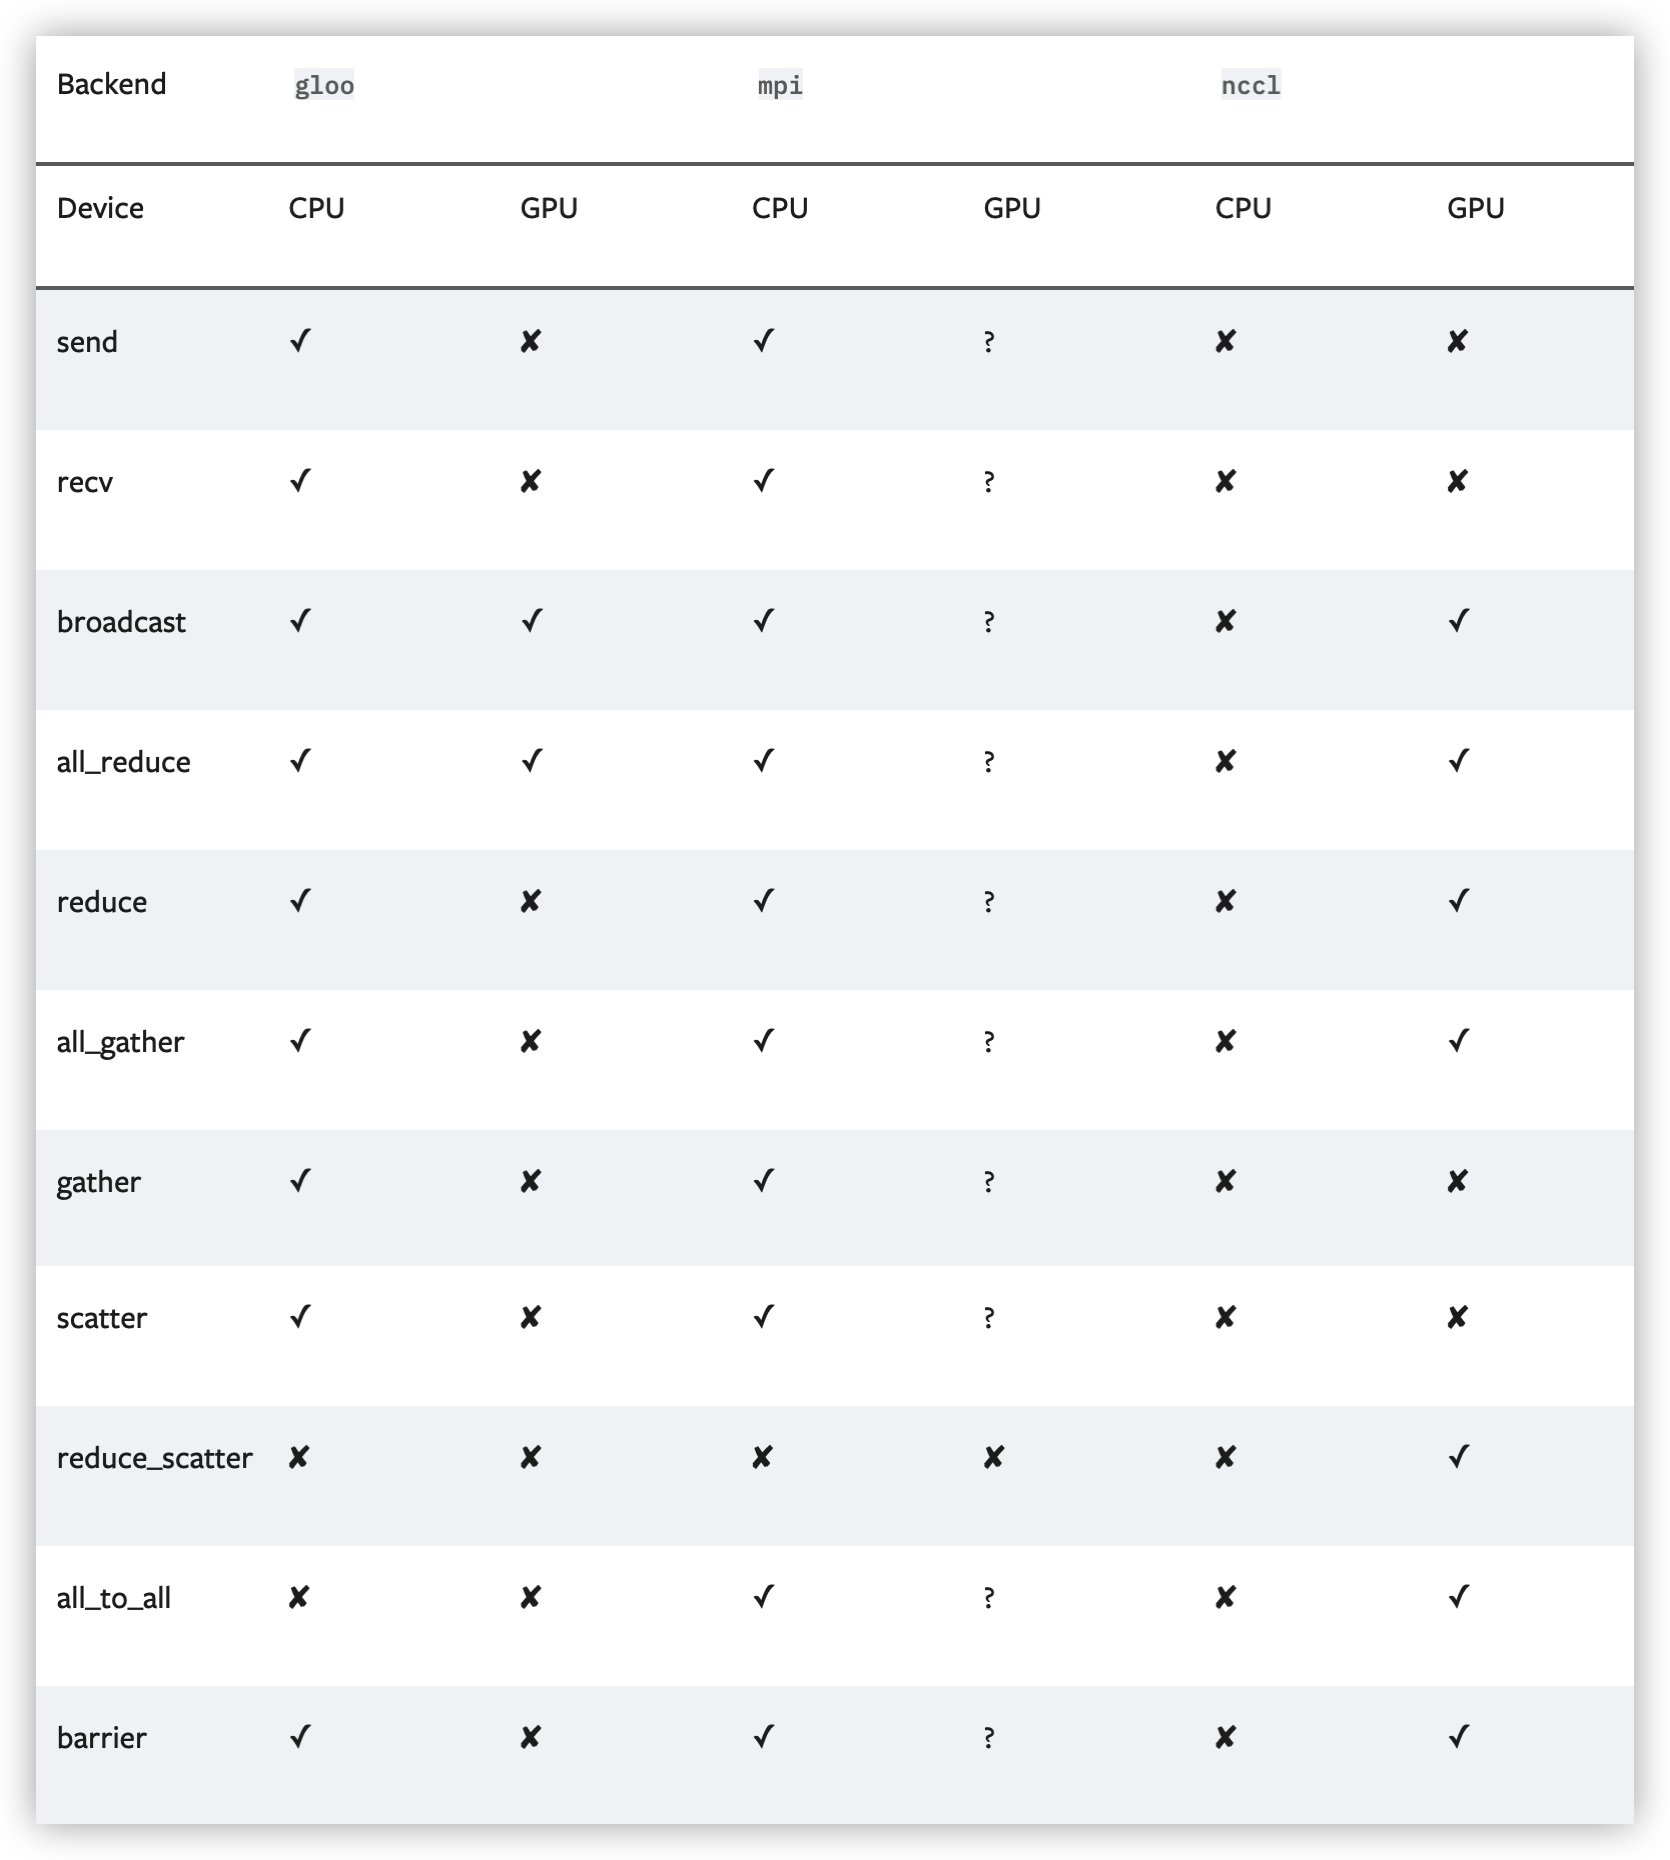 Backend gloo mpi nccl
Device CPU GPU CPU GPU CPU GPU
send ✓ ✘ ✓ ? ✘ ✘
recv ✓ ✘ ✓ ? ✘ ✘
broadcast ✓ ✓ ✓ ? ✘ ✓
all_reduce ✓ ✓ ✓ ? ✘ ✓
reduce ✓ ✘ ✓ ? ✘ ✓
all_gather ✓ ✘ ✓ ? ✘ ✓
gather ✓ ✘ ✓ ? ✘ ✘
scatter ✓ ✘ ✓ ? ✘ ✘
reduce_scatter ✘ ✘ ✘ ✘ ✘ ✓
all_to_all ✘ ✘ ✓ ? ✘ ✓
barrier ✓ ✘ ✓ ? ✘ ✓